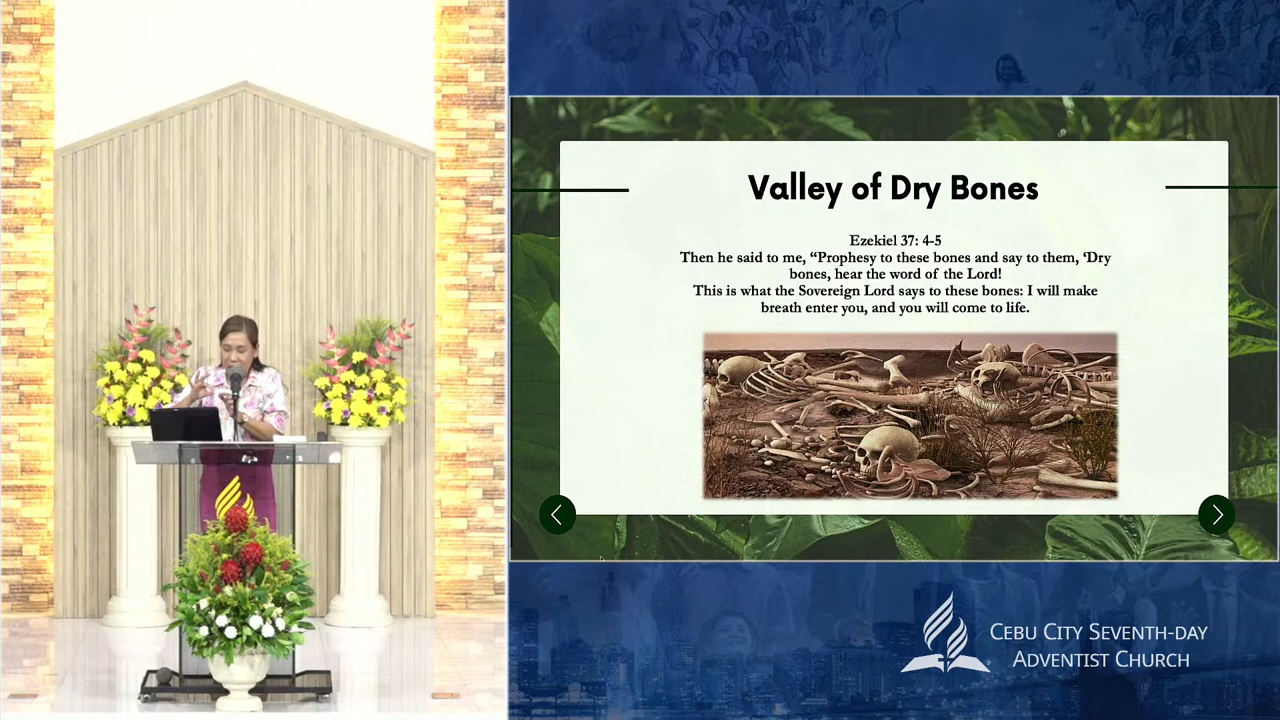 Valley of Dry Bones
Ezekiel 37: 4-5
Then he said to me, “Prophesy to these bones and say to them, ‘Dry
bones, hear the word of the Lord!
This is what the Sovereign Lord says to these bones: I will make
breath enter you, and you will come to life.
CEBU CITY SEVENTH-DAY
ADVENTIST CHURCH